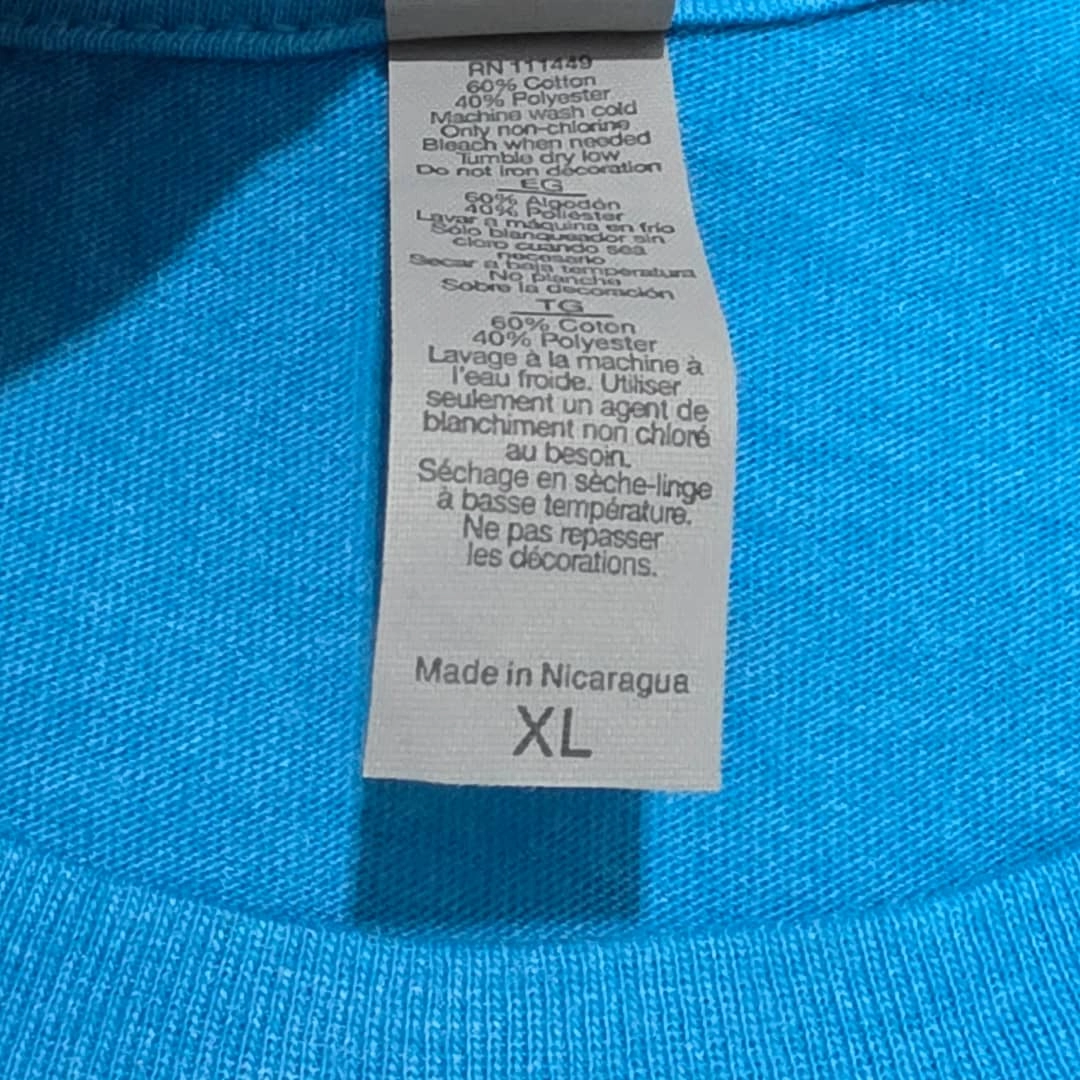 RN 111449
60% Cotton
40% Polyester
Machine wash cold
Only non-chlorine
Bleach when needed
Tumble dry low
Do not iron decoration
EG
60% Algodón
40% Poliéster
Lavar a máquina en frío
Sólo blanqueador sin
cloro cuando sea
necesario
Secar a baja temperatura
No planche
Sobre la decoración
TG
60% Coton
40% Polyester
Lavage à la machine à
l'eau froide. Utiliser
seulement un agent de
blanchiment non chloré
au besoin.
Séchage en sèche-linge
à basse température.
Ne pas repasser
les décorations.
Made in Nicaragua
XL